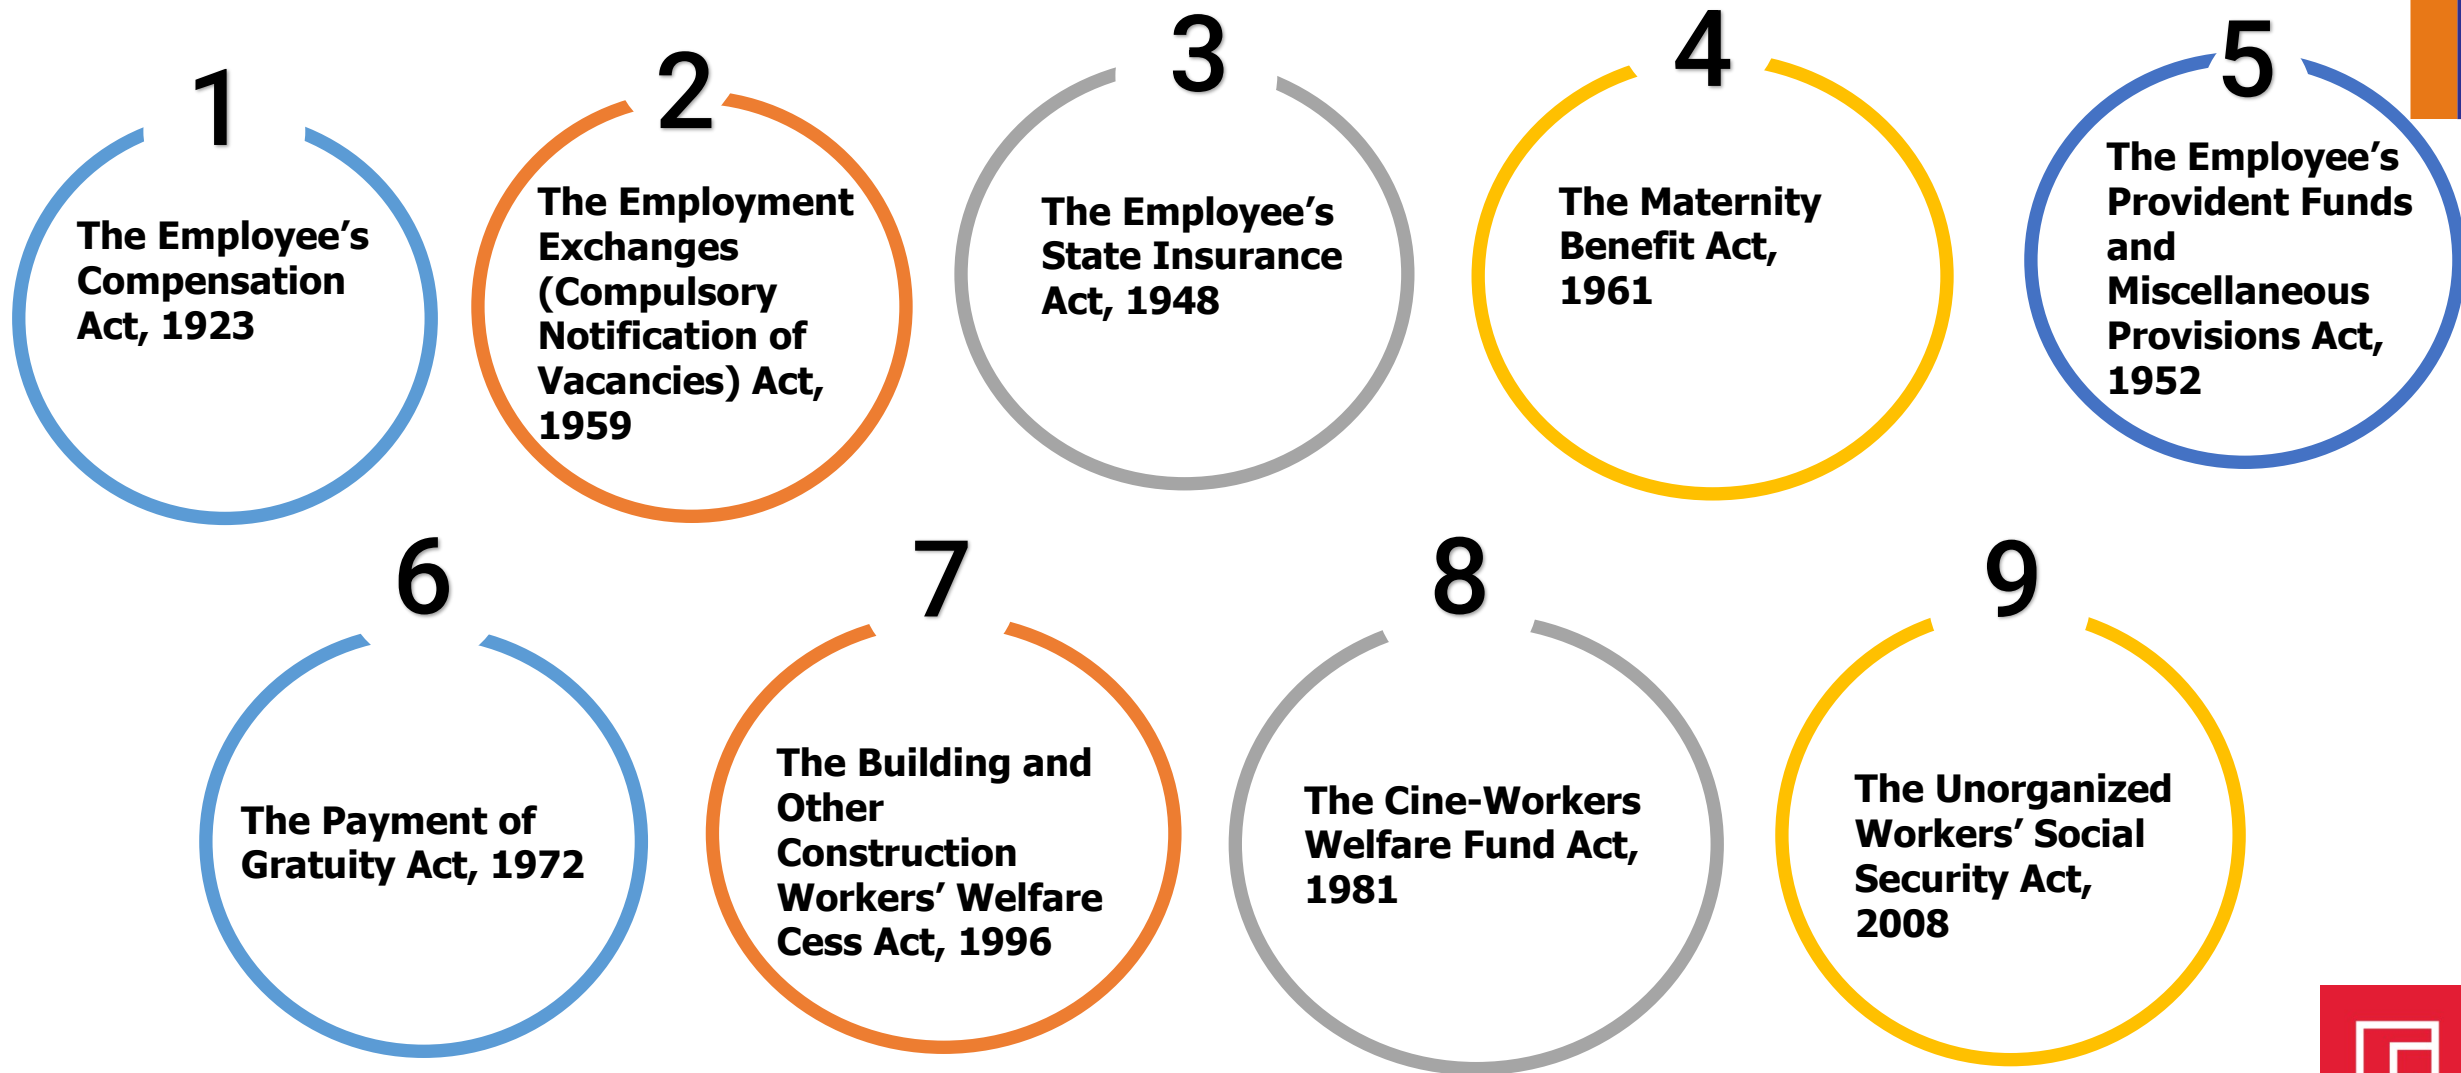 1
The Employee’s
Compensation
Act, 1923
2
The Employment
Exchanges
(Compulsory
Notification of
Vacancies) Act,
1959
3
The Employee’s
State Insurance
Act, 1948
4
The Maternity
Benefit Act,
1961
5
The Employee’s
Provident Funds
and
Miscellaneous
Provisions Act,
1952
6
The Payment of
Gratuity Act, 1972
7
The Building and
Other
Construction
Workers’ Welfare
Cess Act, 1996
8
The Cine-Workers
Welfare Fund Act,
1981
9
The Unorganized
Workers’ Social
Security Act,
2008